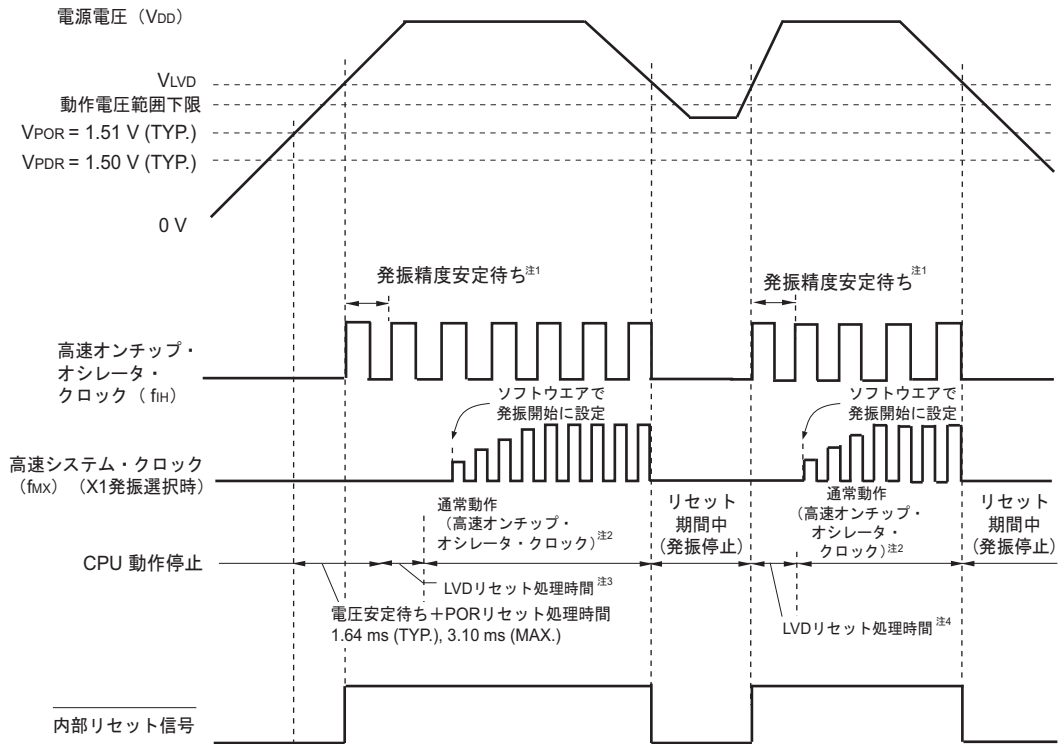 電源電圧（VDD）
VLVD
動作電圧範囲下限
VPOR = 1.51 V (TYP.)
VPDR = 1.50 V (TYP.)
0 V
発振精度安定待ち注1
発振精度安定待ち注1
高速オンチップ・
オシレータ・
クロック（ fIH）
ソフトウエアで
発振開始に設定
ソフトウエアで
発振開始に設定
高速システム・クロック
（fMX）（X1発振選択時）
通常動作
（高速オンチップ・
オシレータ・クロック）注2
リセット
期間中
（発振停止）
通常動作
（高速オンチップ・
オシレータ・
クロック）注2
リセット
期間中
（発振停止）
CPU 動作停止
LVDリセット処理時間注3
電圧安定待ち＋PORリセット処理時間
1.64 ms (TYP.), 3.10 ms (MAX.)
LVDリセット処理時間注4
内部リセット信号